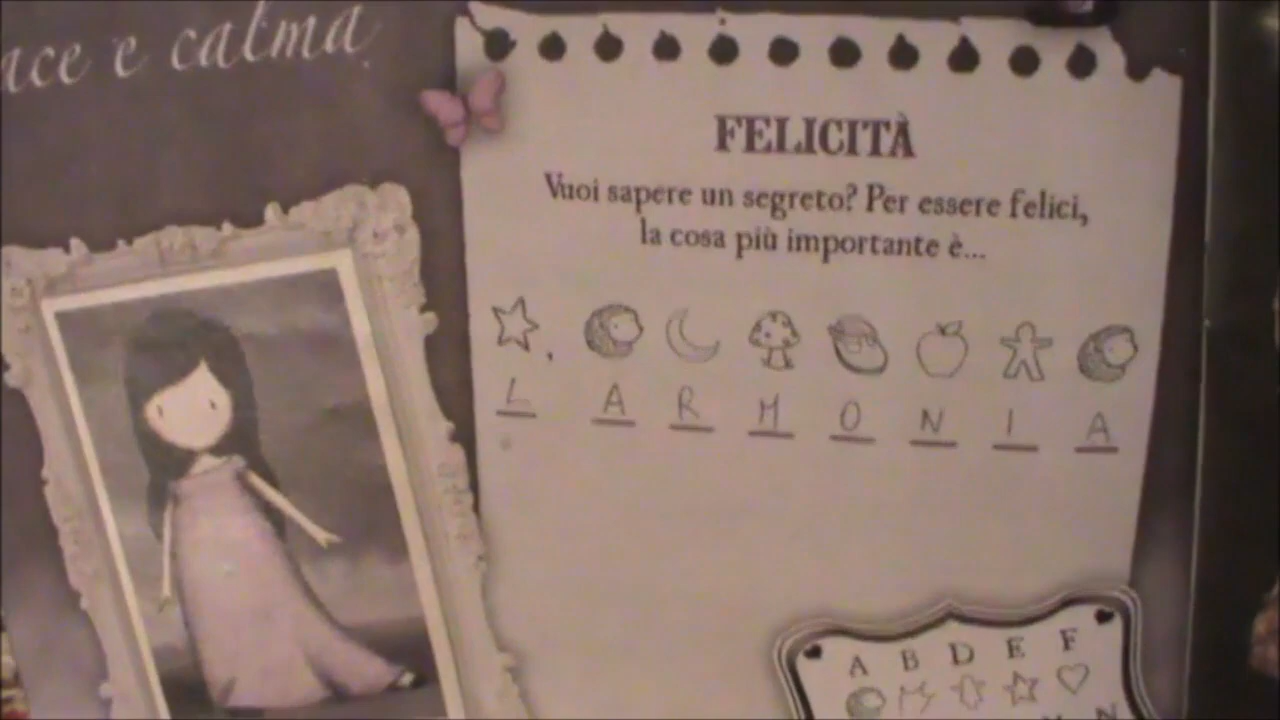 ace e calma
FELICITÀ
Vuoi sapere un segreto? Per essere felici,
la cosa più importante è...
L A R M O N I A
A B D E F
N